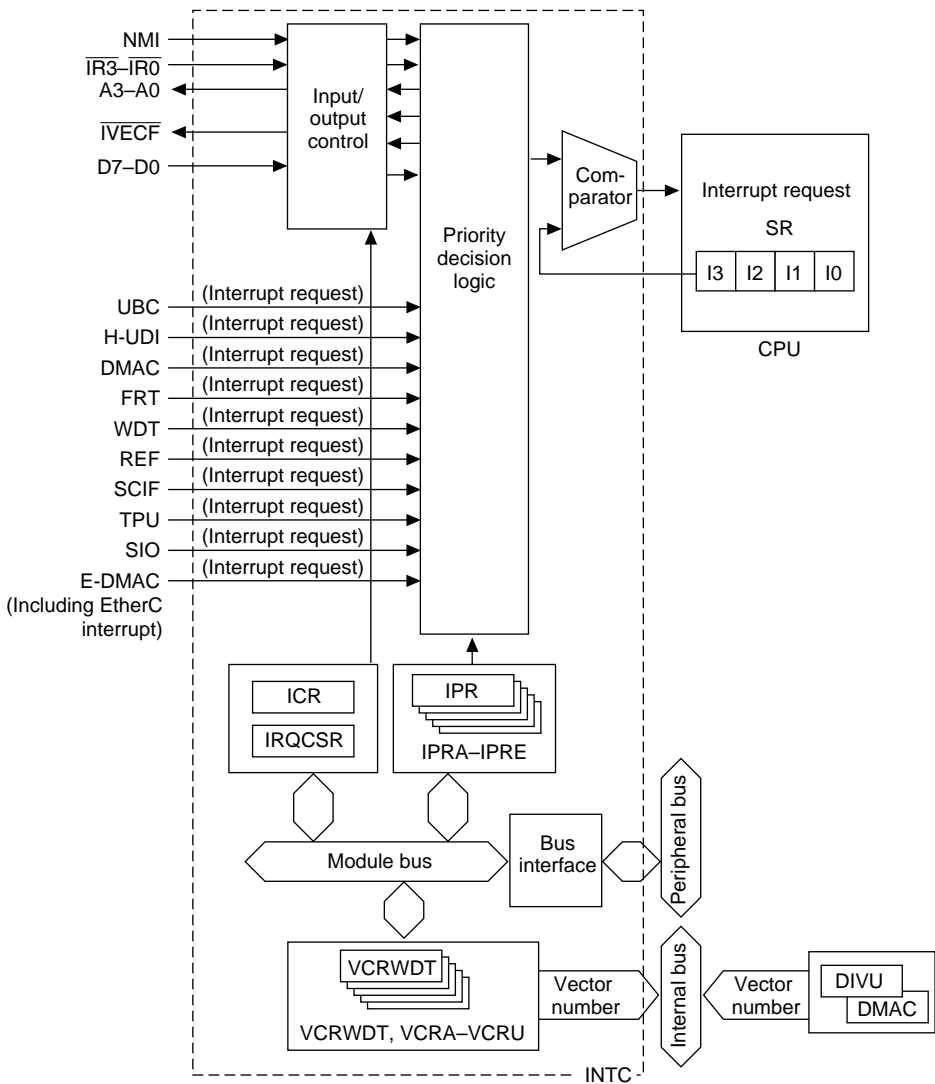 NMI
IR3–IR0
A3–A0
IVECF
D7–D0
Input/
output
control
Priority
decision
logic
Com-
parator
Interrupt request
SR
I3 I2 I1 I0
CPU
UBC (Interrupt request)
H-UDI (Interrupt request)
DMAC (Interrupt request)
FRT (Interrupt request)
WDT (Interrupt request)
REF (Interrupt request)
SCIF (Interrupt request)
TPU (Interrupt request)
SIO (Interrupt request)
E-DMAC (Interrupt request)
(Including EtherC
interrupt)
ICR
IRQCSR
IPR
IPRA–IPRE
Module bus
Bus
interface
Peripheral bus
VCRWDT
VCRWDT, VCRA–VCRU
Vector
number
Internal bus
Vector
number
DIVU
DMAC
INTC